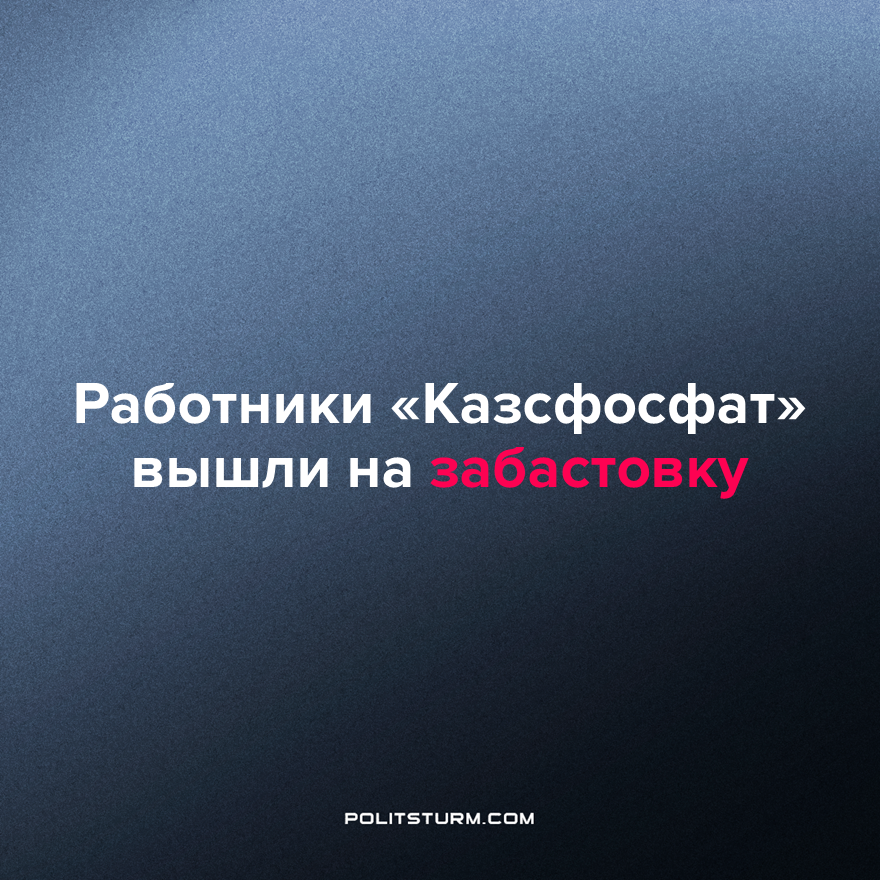 Работники «Казсфосфат»
вышли на забастовку
POLITSTURM.COM